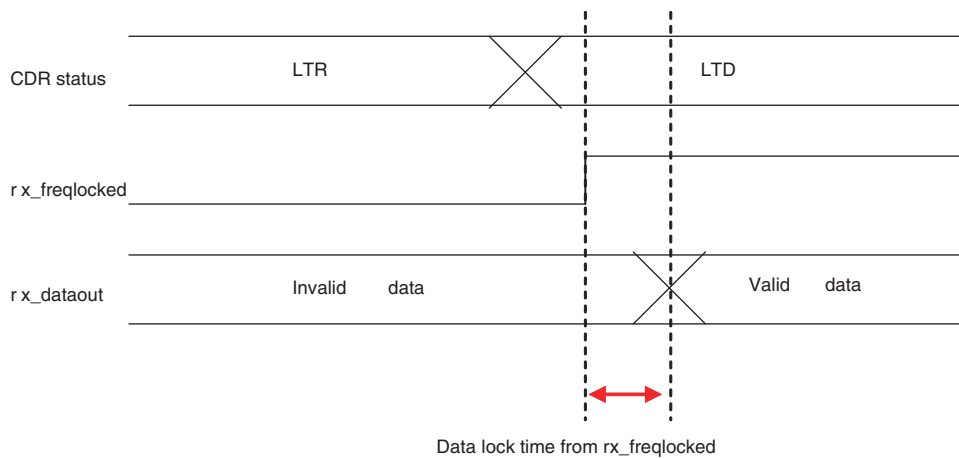 CDR status
LTR
LTD
r x_freqlocked
r x_dataout
Invalid data
Valid data
Data lock time from rx_freqlocked